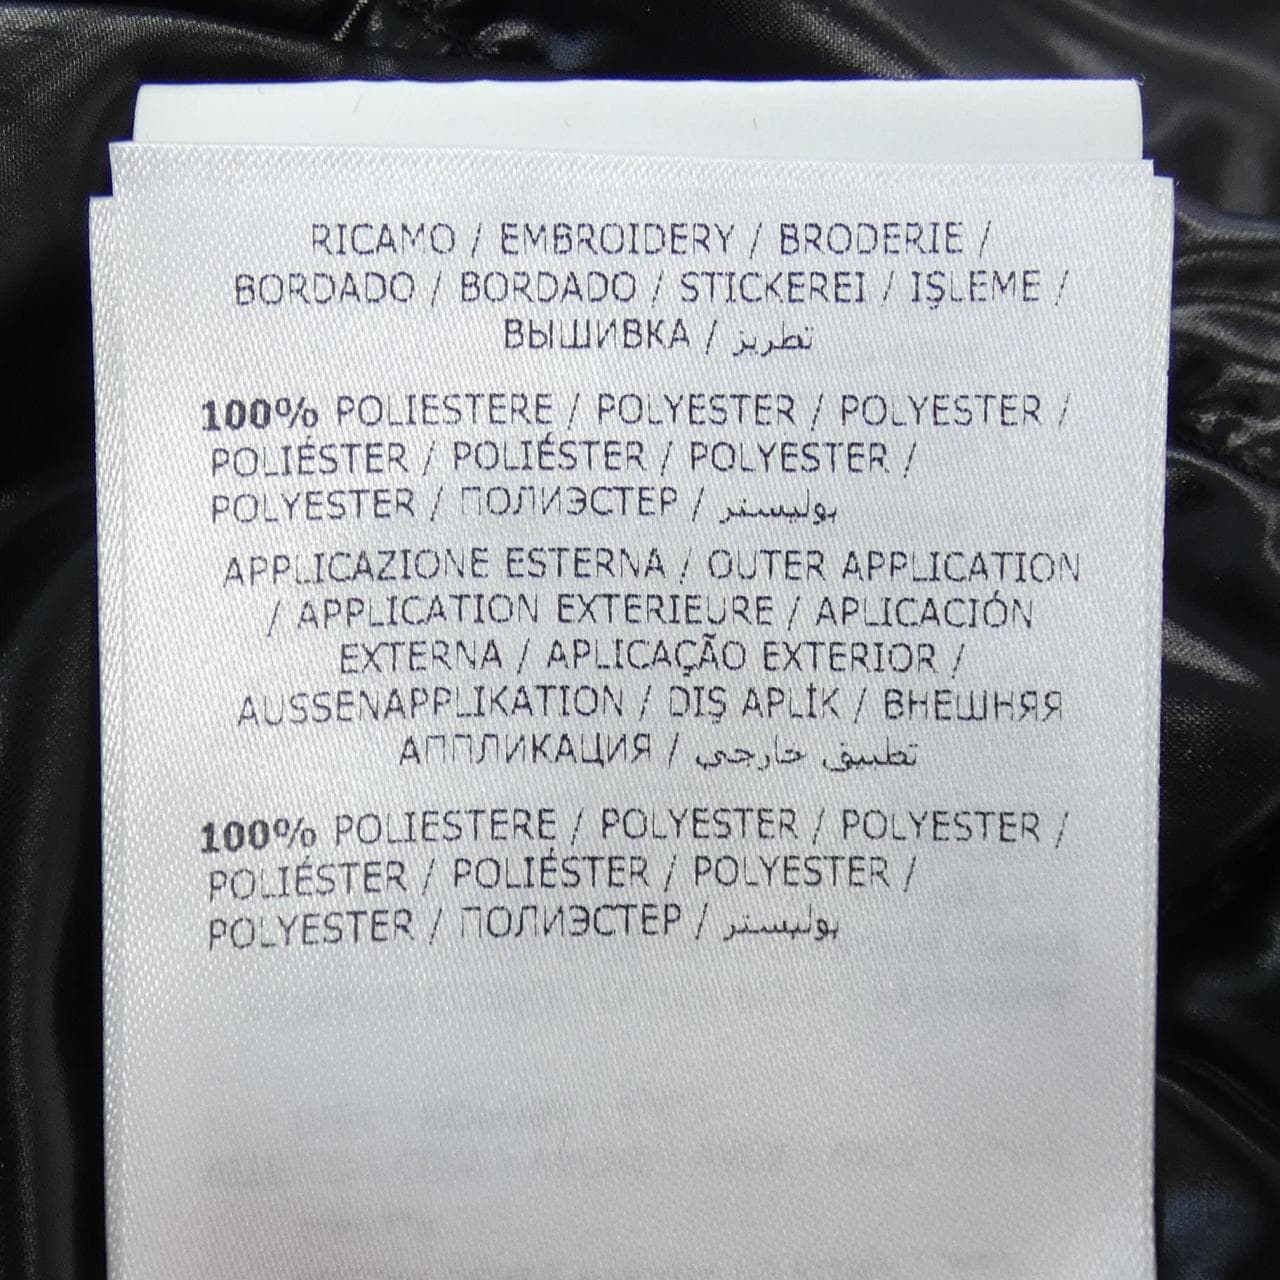 RICAMO / EMBROIDERY / BRODERIE /
BORDADO / BORDADO / STICKEREI / IŞLEME /
ВЫШИВКА / تطريز
100% POLIESTERE / POLYESTER / POLYESTER /
POLIÉSTER / POLIÉSTER / POLYESTER /
POLYESTER / ПОЛИЭСТЕР / بوليستر
APPLICAZIONE ESTERNA / OUTER APPLICATION
/ APPLICATION EXTERIEURE / APLICACIÓN
EXTERNA / APLICAÇÃO EXTERIOR /
AUSSENAPPLIKATION / DIŞ APLİK / ВНЕШНЯЯ
АППЛИКАЦИЯ / تطبيق خارجي
100% POLIESTERE / POLYESTER / POLYESTER /
POLIÉSTER / POLIÉSTER / POLYESTER /
POLYESTER / ПОЛИЭСТЕР / بوليستر